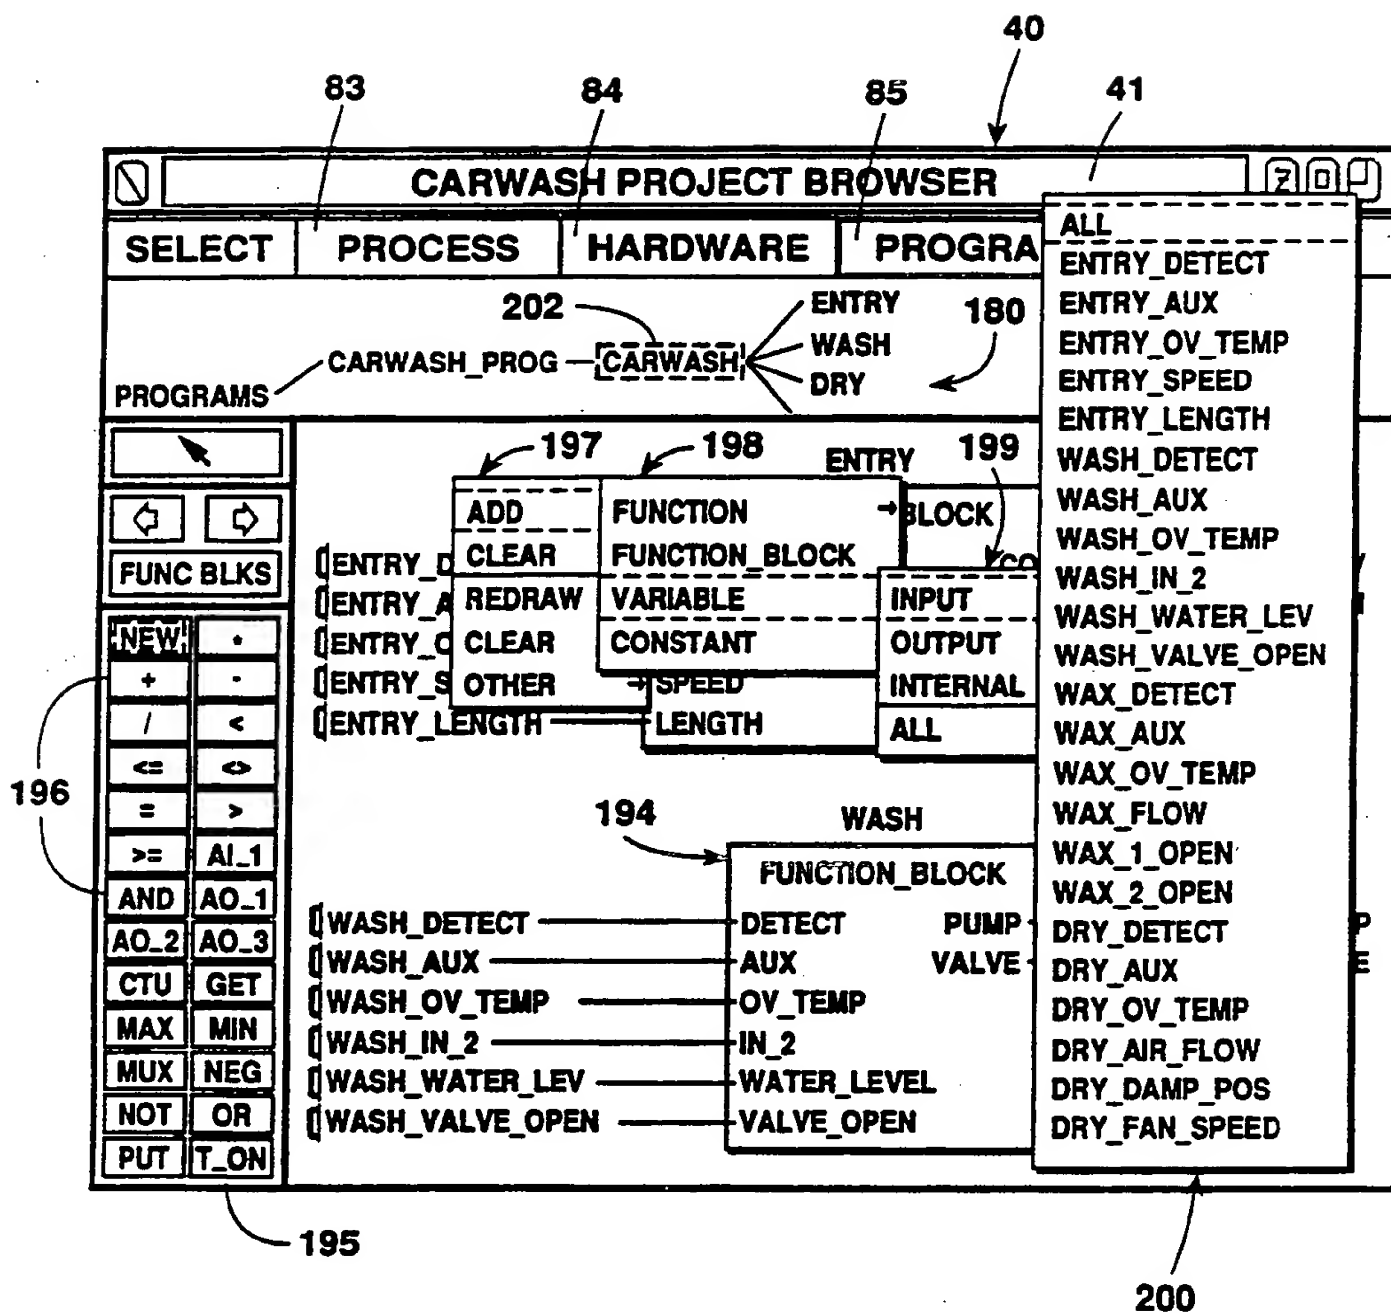 40
83
84
85
41
CARWASH PROJECT BROWSER
SELECT
PROCESS
HARDWARE
PROGRA
202
ENTRY
WASH
DRY
180
CARWASH_PROG
CARWASH
PROGRAMS
197
198
ENTRY
199
FUNC BLKS
NEW *
+ -
/ <
<= <>
= >
>= AI_1
AND AO_1
AO_2 AO_3
CTU GET
MAX MIN
MUX NEG
NOT OR
PUT T_ON
196
195
ENTRY_D
ENTRY_A
ENTRY_O
ENTRY_S
ENTRY_LENGTH
ADD
CLEAR
REDRAW
CLEAR
OTHER
FUNCTION
FUNCTION_BLOCK
VARIABLE
CONSTANT
BLOCK
CO
SPEED
LENGTH
INPUT
OUTPUT
INTERNAL
ALL
194
WASH
FUNCTION_BLOCK
WASH_DETECT DETECT PUMP P
WASH_AUX AUX VALVE E
WASH_OV_TEMP OV_TEMP
WASH_IN_2 IN_2
WASH_WATER_LEV WATER_LEVEL
WASH_VALVE_OPEN VALVE_OPEN
ALL
ENTRY_DETECT
ENTRY_AUX
ENTRY_OV_TEMP
ENTRY_SPEED
ENTRY_LENGTH
WASH_DETECT
WASH_AUX
WASH_OV_TEMP
WASH_IN_2
WASH_WATER_LEV
WASH_VALVE_OPEN
WAX_DETECT
WAX_AUX
WAX_OV_TEMP
WAX_FLOW
WAX_1_OPEN
WAX_2_OPEN
DRY_DETECT
DRY_AUX
DRY_OV_TEMP
DRY_AIR_FLOW
DRY_DAMP_POS
DRY_FAN_SPEED
200